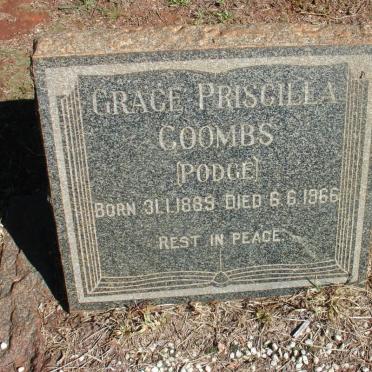 GRACE PRISCILLA
COOMBS
(PODGE)
BORN 31.1.1889 DIED 6.6.1966
REST IN PEACE.